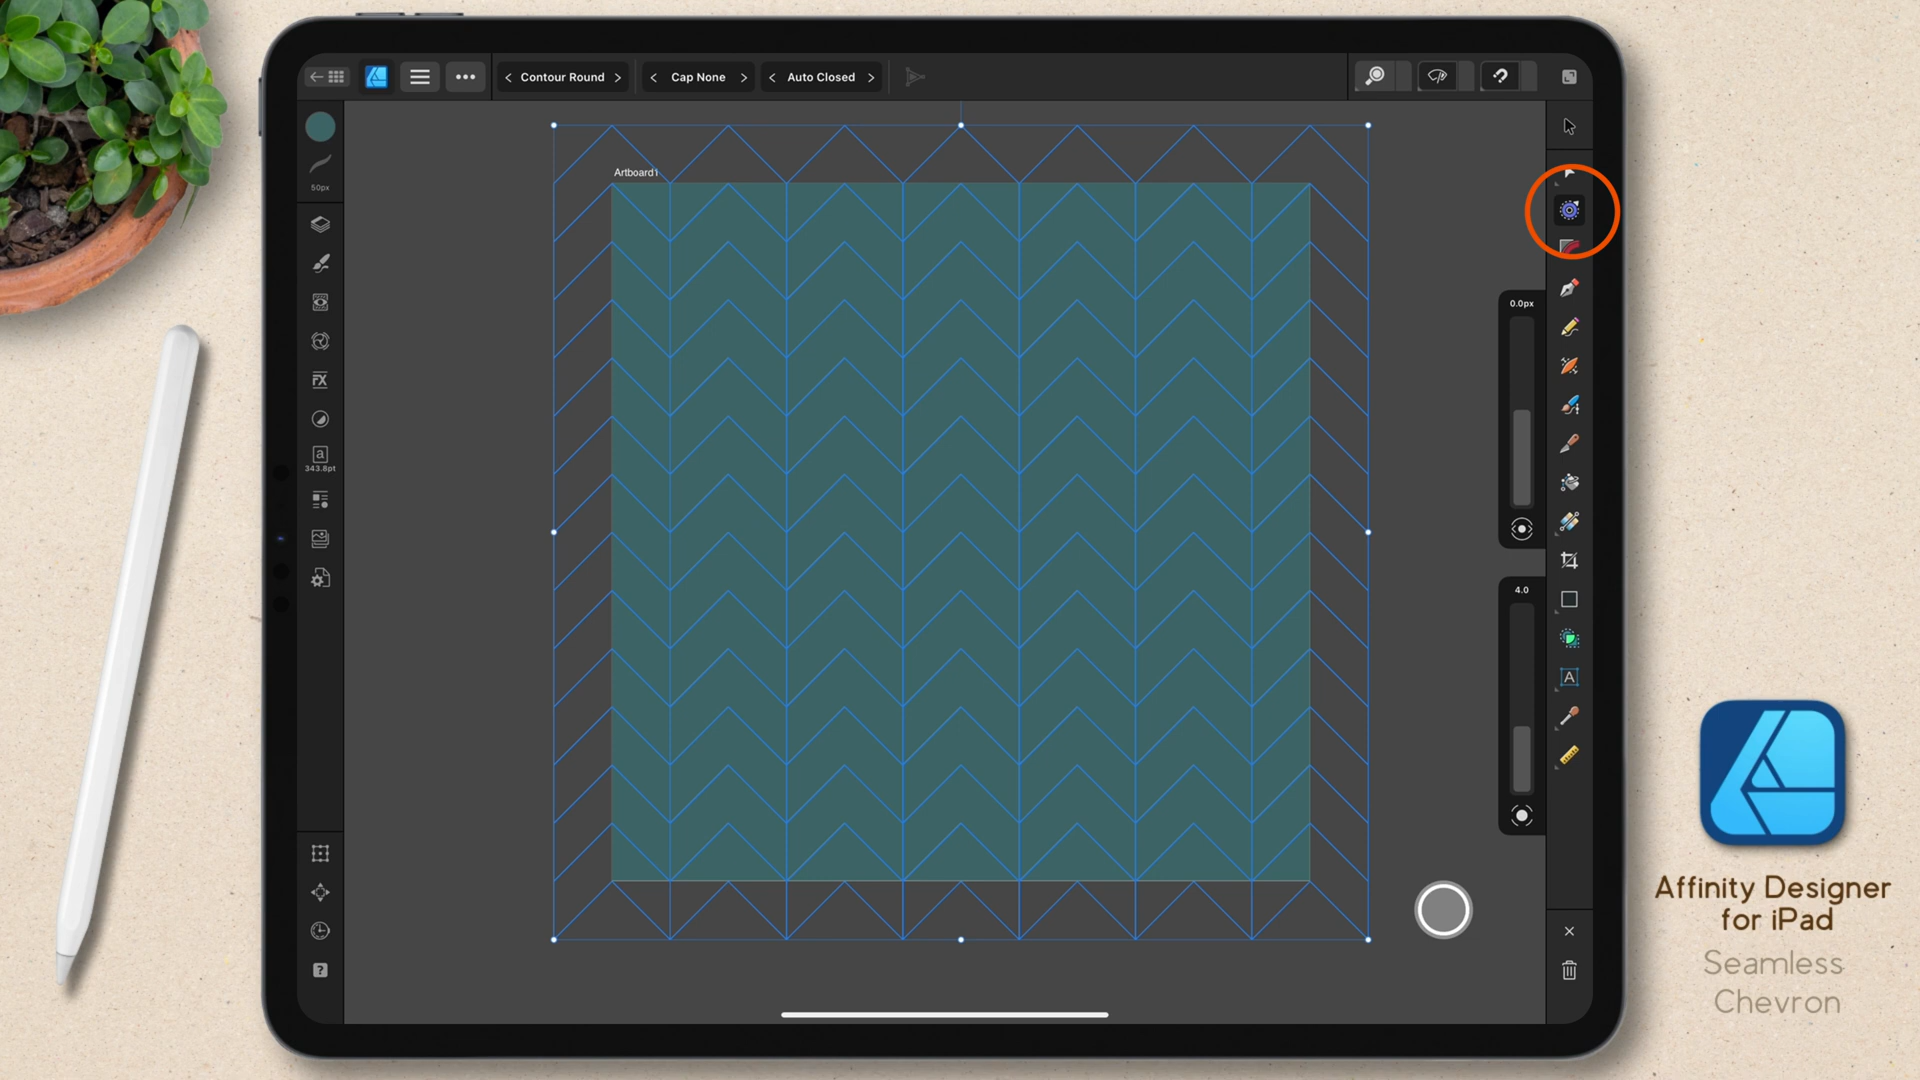 Contour Round
Cap None
Auto Closed
50px
FX
a
343.8pt
?
Artboard1
0.0px
4.0
A
Affinity Designer
for iPad
Seamless
Chevron